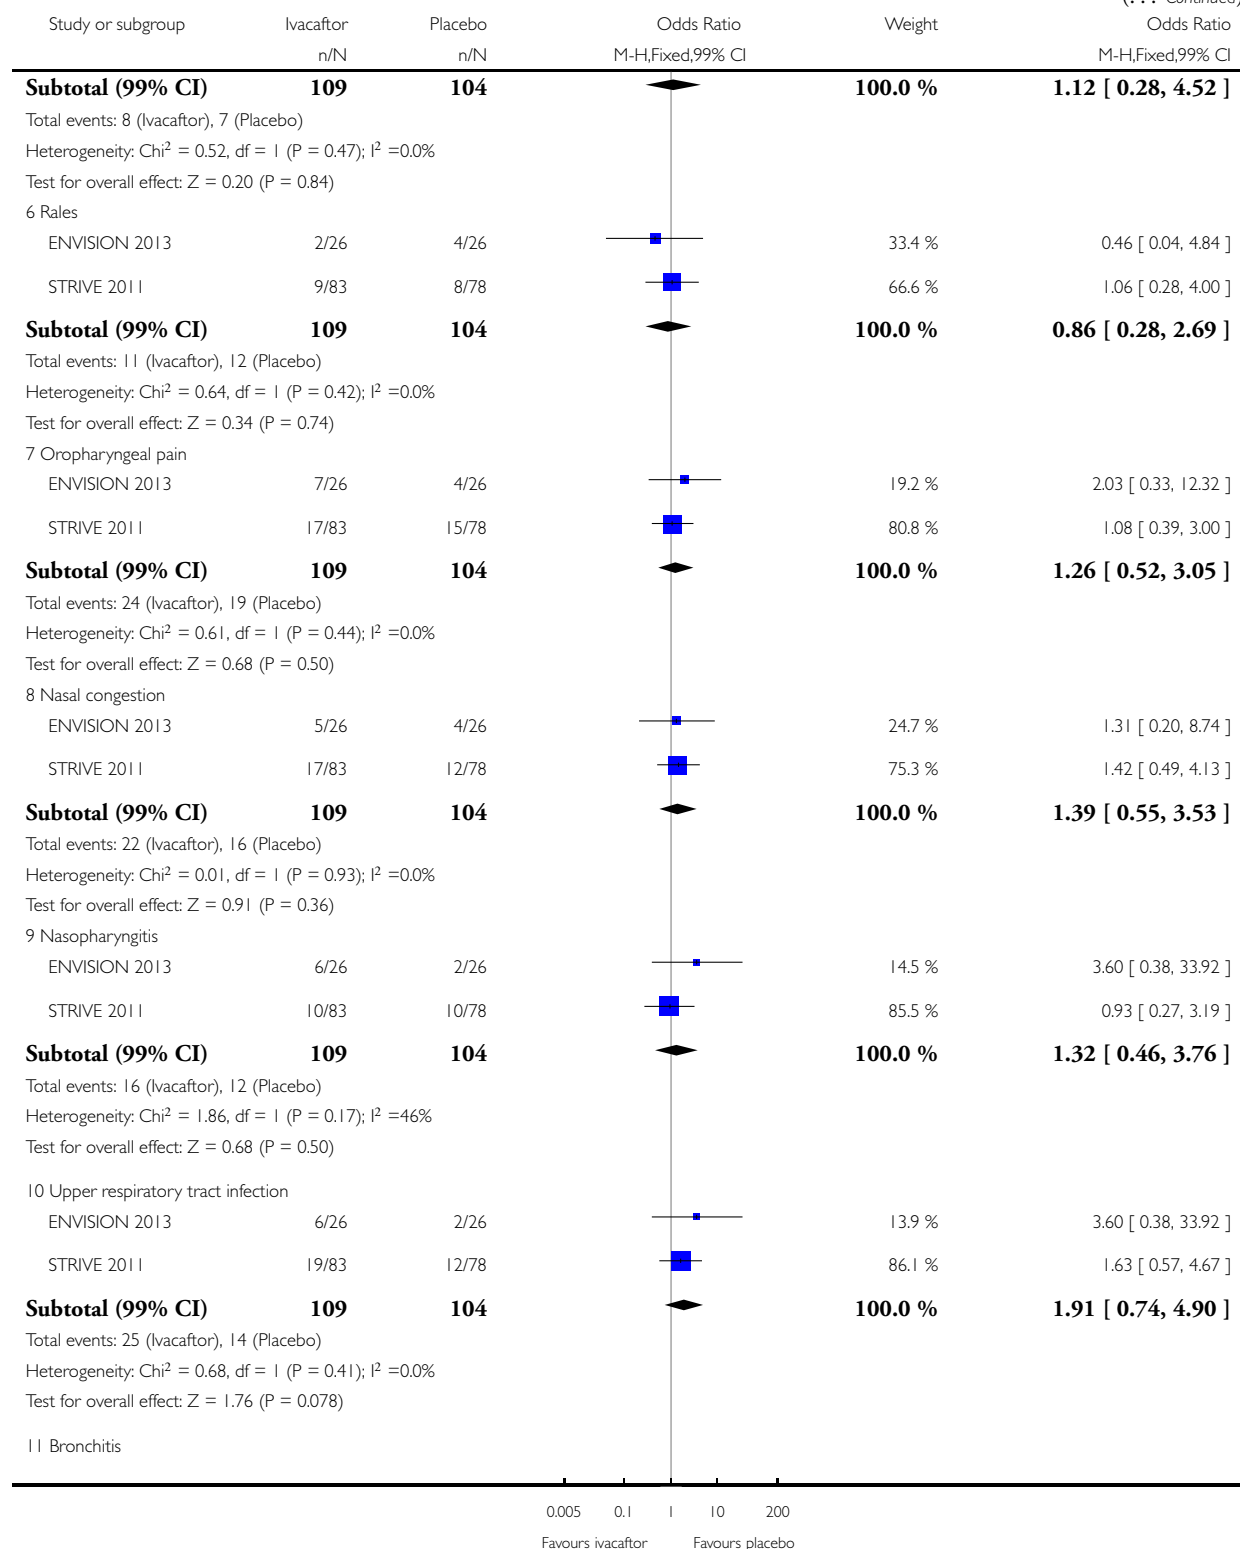 (. . . Continued)
Study or subgroup Ivacaftor Placebo Odds Ratio Weight Odds Ratio
n/N n/N M-H,Fixed,99% CI M-H,Fixed,99% CI
Subtotal (99% CI) 109 104 100.0 % 1.12 [ 0.28, 4.52 ]
Total events: 8 (Ivacaftor), 7 (Placebo)
Heterogeneity: Chi² = 0.52, df = 1 (P = 0.47); I² =0.0%
Test for overall effect: Z = 0.20 (P = 0.84)
6 Rales
ENVISION 2013 2/26 4/26 33.4 % 0.46 [ 0.04, 4.84 ]
STRIVE 2011 9/83 8/78 66.6 % 1.06 [ 0.28, 4.00 ]
Subtotal (99% CI) 109 104 100.0 % 0.86 [ 0.28, 2.69 ]
Total events: 11 (Ivacaftor), 12 (Placebo)
Heterogeneity: Chi² = 0.64, df = 1 (P = 0.42); I² =0.0%
Test for overall effect: Z = 0.34 (P = 0.74)
7 Oropharyngeal pain
ENVISION 2013 7/26 4/26 19.2 % 2.03 [ 0.33, 12.32 ]
STRIVE 2011 17/83 15/78 80.8 % 1.08 [ 0.39, 3.00 ]
Subtotal (99% CI) 109 104 100.0 % 1.26 [ 0.52, 3.05 ]
Total events: 24 (Ivacaftor), 19 (Placebo)
Heterogeneity: Chi² = 0.61, df = 1 (P = 0.44); I² =0.0%
Test for overall effect: Z = 0.68 (P = 0.50)
8 Nasal congestion
ENVISION 2013 5/26 4/26 24.7 % 1.31 [ 0.20, 8.74 ]
STRIVE 2011 17/83 12/78 75.3 % 1.42 [ 0.49, 4.13 ]
Subtotal (99% CI) 109 104 100.0 % 1.39 [ 0.55, 3.53 ]
Total events: 22 (Ivacaftor), 16 (Placebo)
Heterogeneity: Chi² = 0.01, df = 1 (P = 0.93); I² =0.0%
Test for overall effect: Z = 0.91 (P = 0.36)
9 Nasopharyngitis
ENVISION 2013 6/26 2/26 14.5 % 3.60 [ 0.38, 33.92 ]
STRIVE 2011 10/83 10/78 85.5 % 0.93 [ 0.27, 3.19 ]
Subtotal (99% CI) 109 104 100.0 % 1.32 [ 0.46, 3.76 ]
Total events: 16 (Ivacaftor), 12 (Placebo)
Heterogeneity: Chi² = 1.86, df = 1 (P = 0.17); I² =46%
Test for overall effect: Z = 0.68 (P = 0.50)
10 Upper respiratory tract infection
ENVISION 2013 6/26 2/26 13.9 % 3.60 [ 0.38, 33.92 ]
STRIVE 2011 19/83 12/78 86.1 % 1.63 [ 0.57, 4.67 ]
Subtotal (99% CI) 109 104 100.0 % 1.91 [ 0.74, 4.90 ]
Total events: 25 (Ivacaftor), 14 (Placebo)
Heterogeneity: Chi² = 0.68, df = 1 (P = 0.41); I² =0.0%
Test for overall effect: Z = 1.76 (P = 0.078)
11 Bronchitis
0.005 0.1 1 10 200
Favours ivacaftor Favours placebo